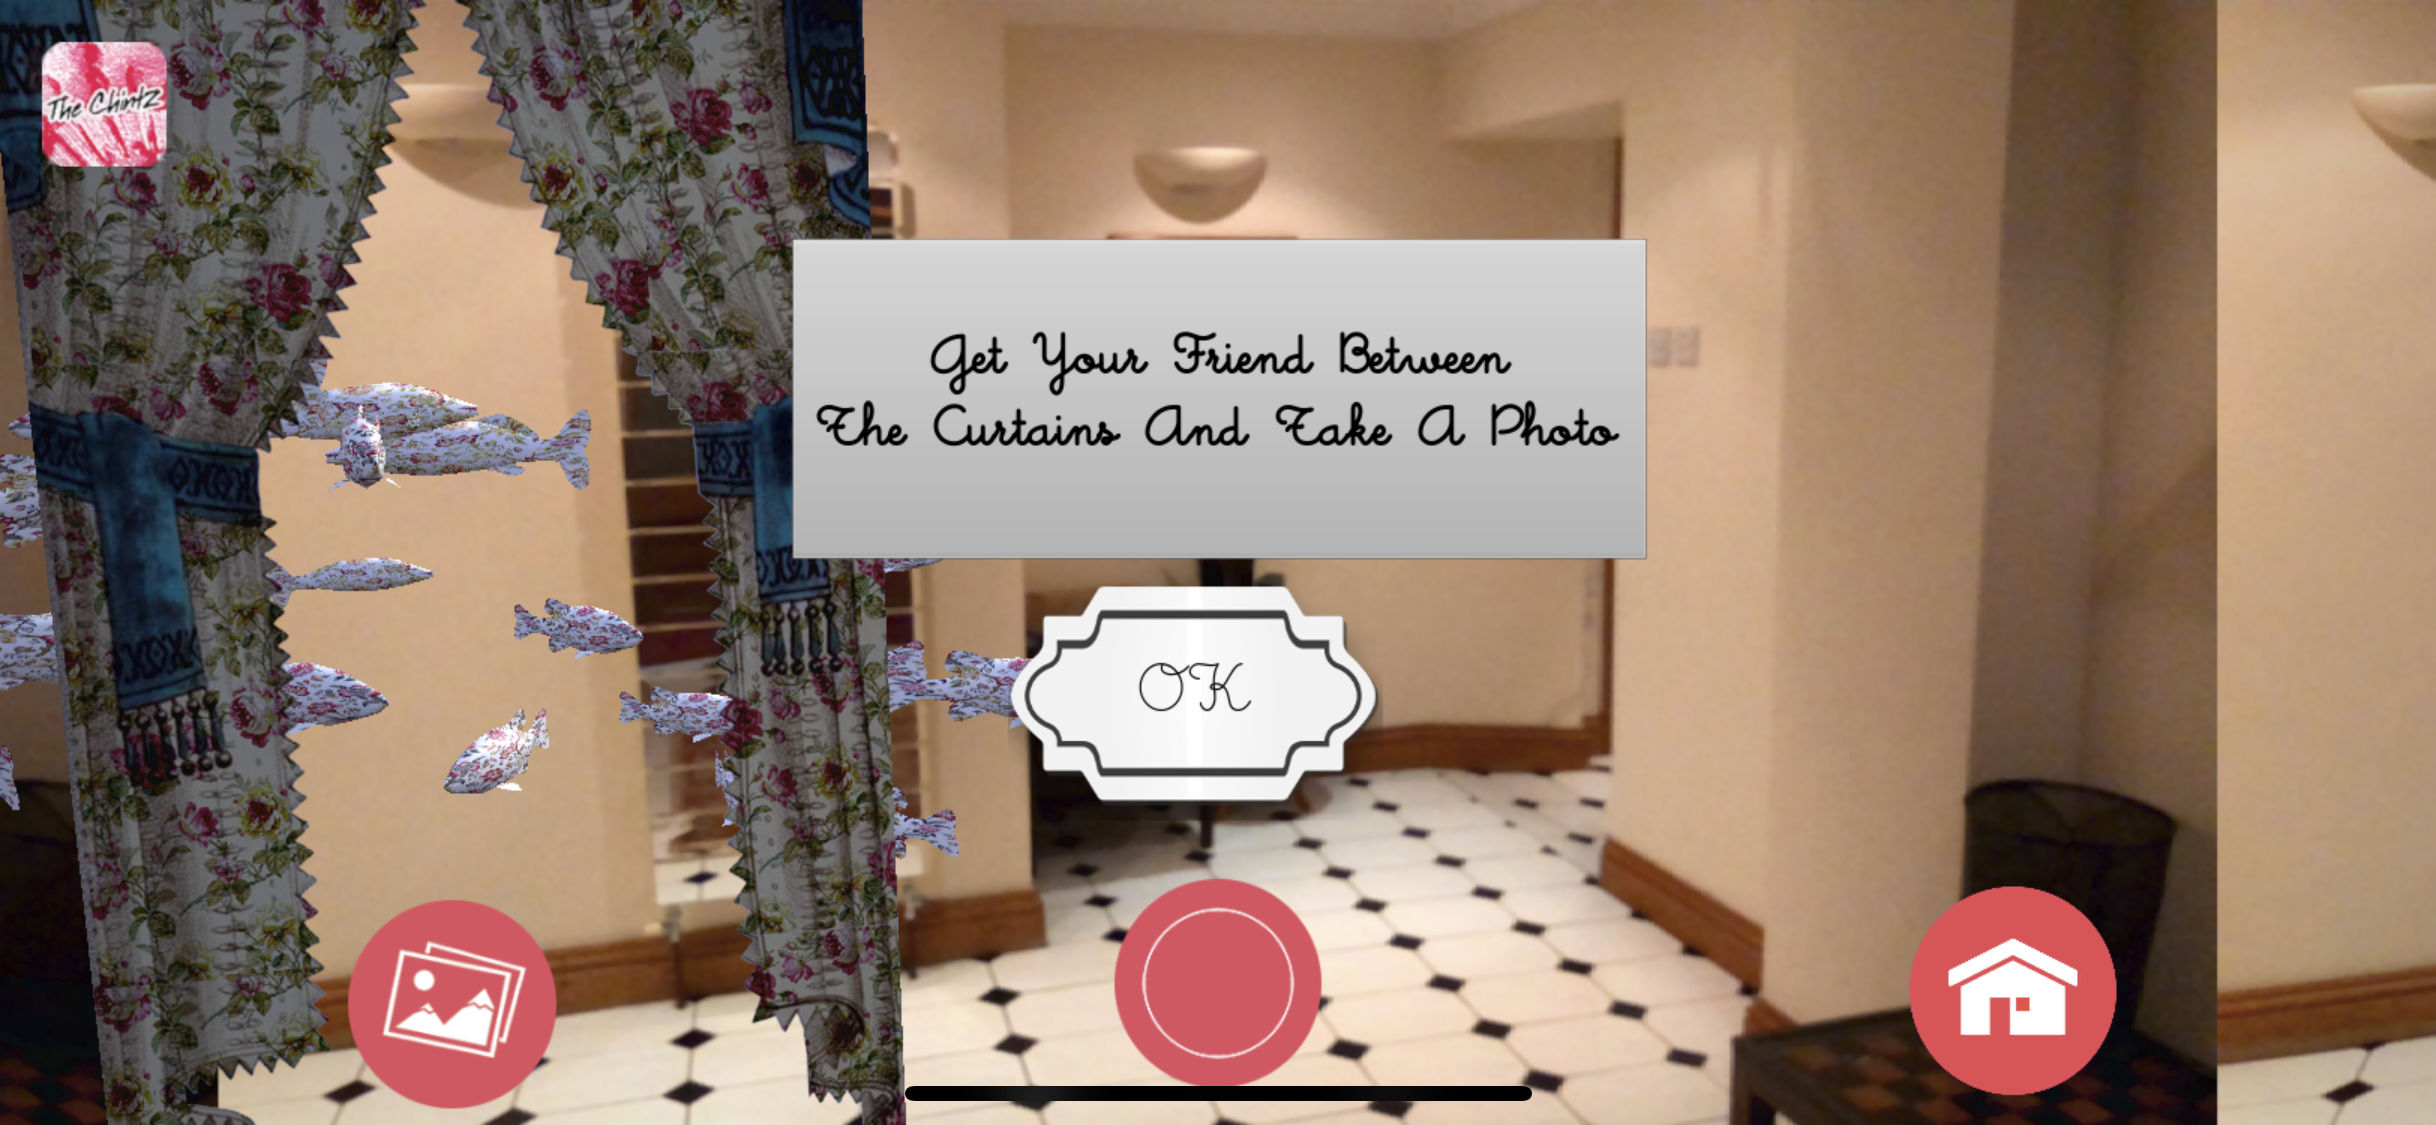 The Chintz
Get Your Friend Between
The Curtains And Take A Photo
OK